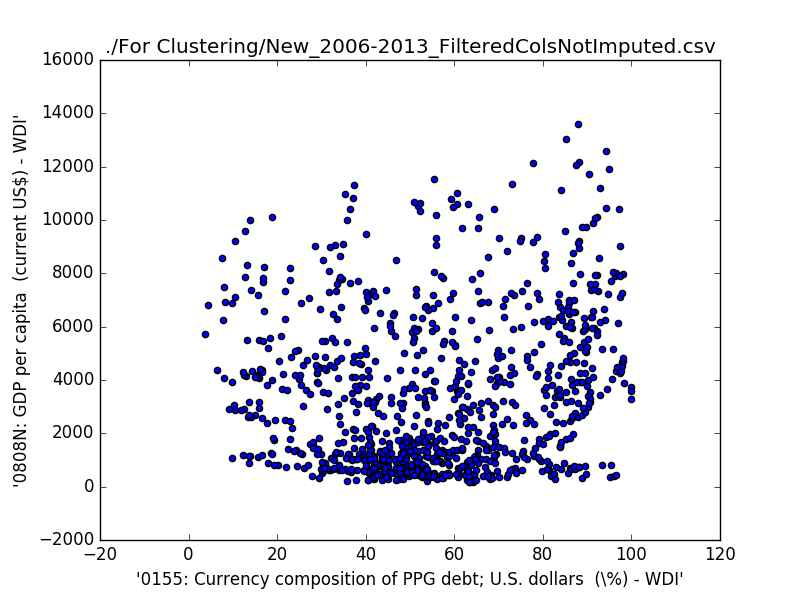 ./For Clustering/New_2006-2013_FilteredColsNotImputed.csv
16000
14000
12000
10000
8000
6000
4000
2000
0
−2000
−20 0 20 40 60 80 100 120
'0808N: GDP per capita  (current US$) - WDI'
'0155: Currency composition of PPG debt; U.S. dollars  (\%) - WDI'